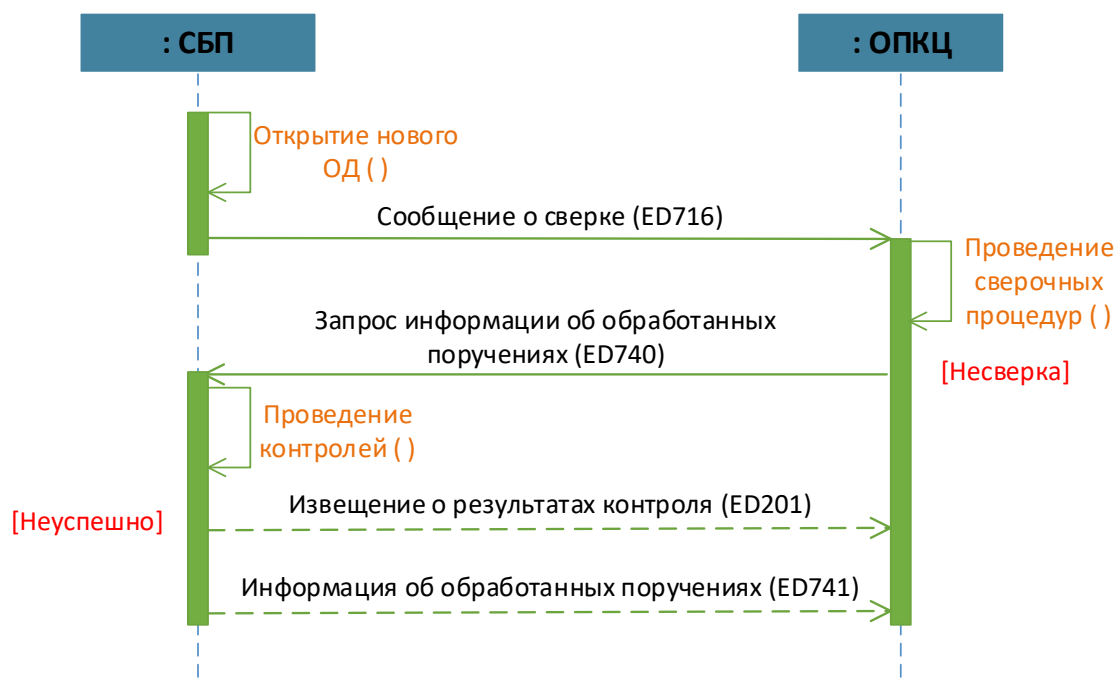 : СБП
: ОПКЦ
Открытие нового
ОД ( )
Сообщение о сверке (ED716)
Проведение
сверочных
процедур ( )
Запрос информации об обработанных
поручениях (ED740)
[Несверка]
Проведение
контролей ( )
Извещение о результатах контроля (ED201)
[Неуспешно]
Информация об обработанных поручениях (ED741)